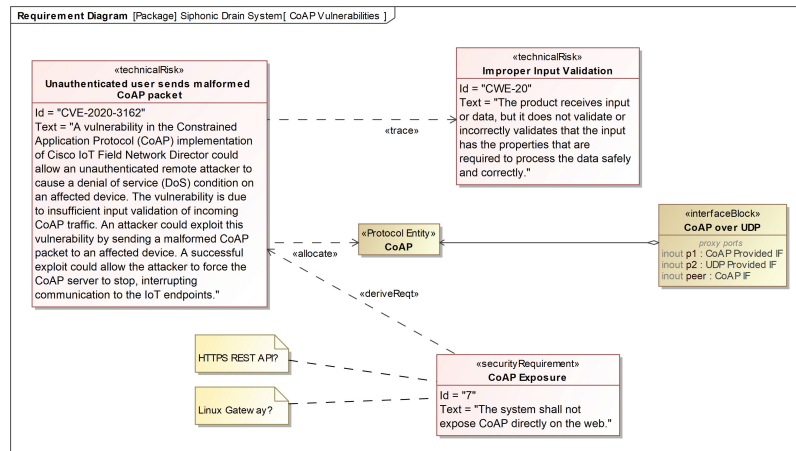 Requirement Diagram [Package] Siphonic Drain System[ CoAP Vulnerabilities ]
«technicalRisk»
Unauthenticated user sends malformed
CoAP packet
Id = "CVE-2020-3162"
Text = "A vulnerability in the Constrained
Application Protocol (CoAP) implementation
of Cisco IoT Field Network Director could
allow an unauthenticated remote attacker to
cause a denial of service (DoS) condition on
an affected device. The vulnerability is due
to insufficient input validation of incoming
CoAP traffic. An attacker could exploit this
vulnerability by sending a malformed CoAP
packet to an affected device. A successful
exploit could allow the attacker to force the
CoAP server to stop, interrupting
communication to the IoT endpoints."
«technicalRisk»
Improper Input Validation
Id = "CWE-20"
Text = "The product receives input
or data, but it does not validate or
incorrectly validates that the input
has the properties that are
required to process the data safely
and correctly."
«trace»
«Protocol Entity»
CoAP
«allocate»
«interfaceBlock»
CoAP over UDP
proxy ports
inout p1 : CoAP Provided IF
inout p2 : UDP Provided IF
inout peer : CoAP IF
«deriveReqt»
HTTPS REST API?
Linux Gateway?
«securityRequirement»
CoAP Exposure
Id = "7"
Text = "The system shall not
expose CoAP directly on the web."